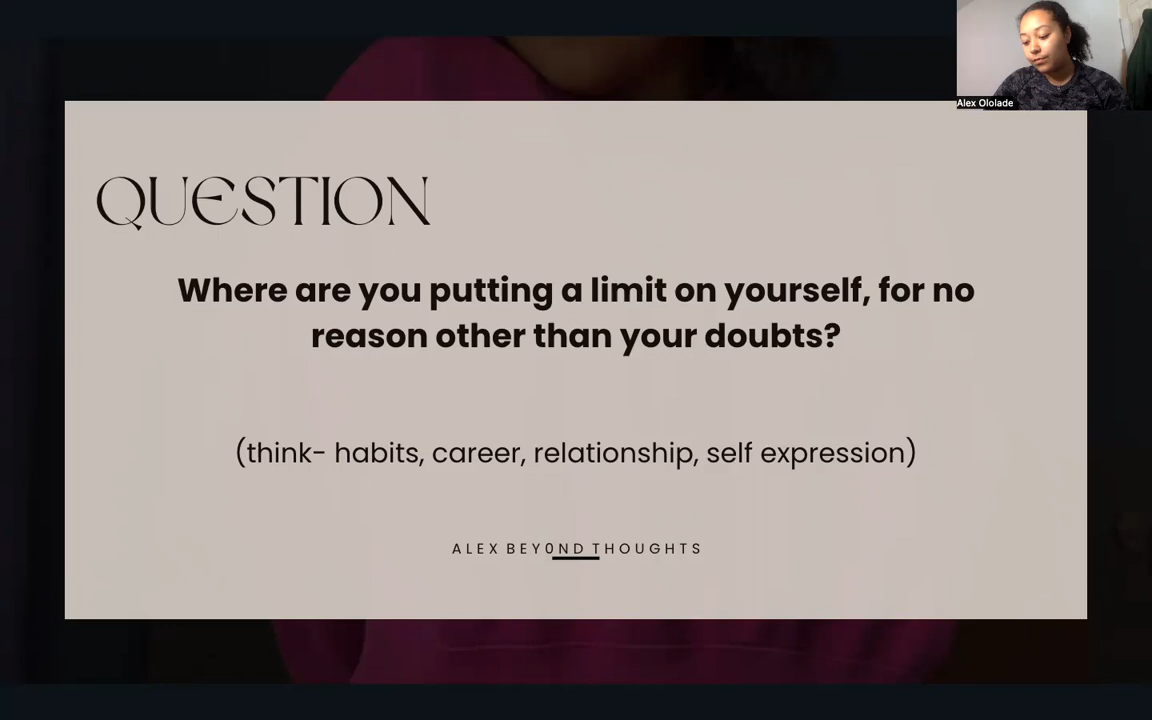 Alex Ololade
QUESTION
Where are you putting a limit on yourself, for no
reason other than your doubts?
(think- habits, career, relationship, self expression)
ALEX BEY0ND THOUGHTS